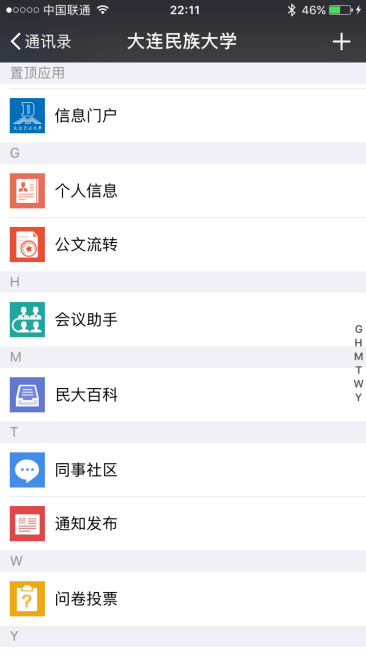 中国联通 22:11 46%
通讯录 大连民族大学
置顶应用
信息门户
G
个人信息
公文流转
H
会议助手
M
民大百科
T
同事社区
通知发布
W
问卷投票
Y
G
H
M
T
W
Y